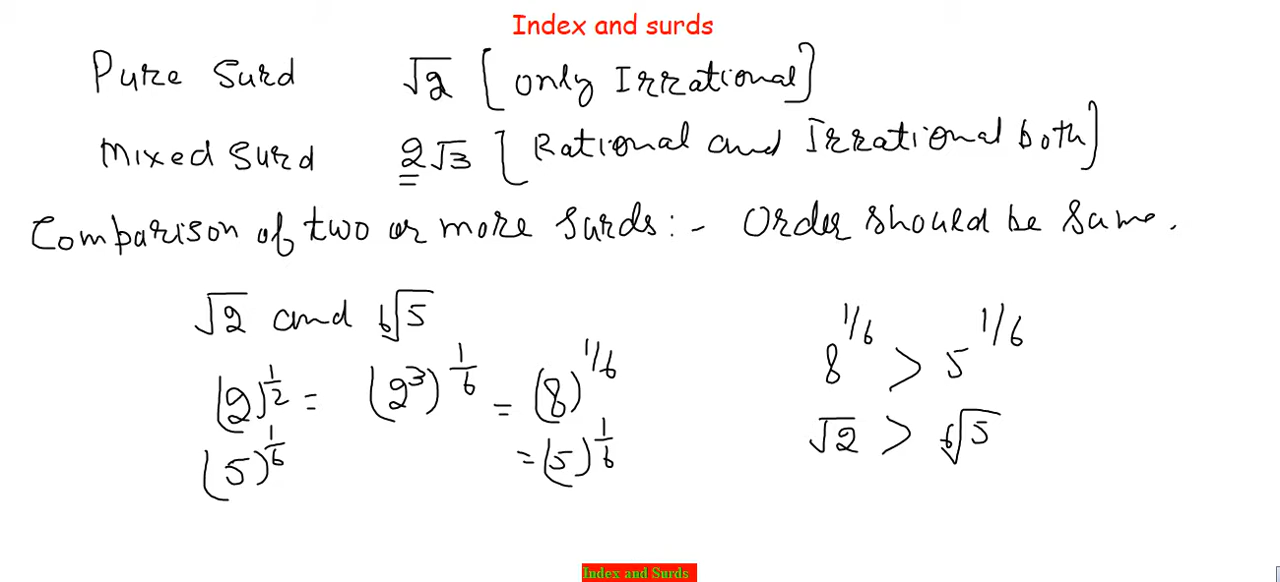 Index and surds
Pure Surd √2 [only Irrational]
Mixed Surd 2√3 [Rational and Irrational both]
Comparison of two or more Surds :- Order should be same.
√2 and ⁶√5
(2)^1/2 = (2^3)^1/6 = (8)^1/6
(5)^1/6 = (5)^1/6
8^1/6 > 5^1/6
√2 > ⁶√5
Index and Surds